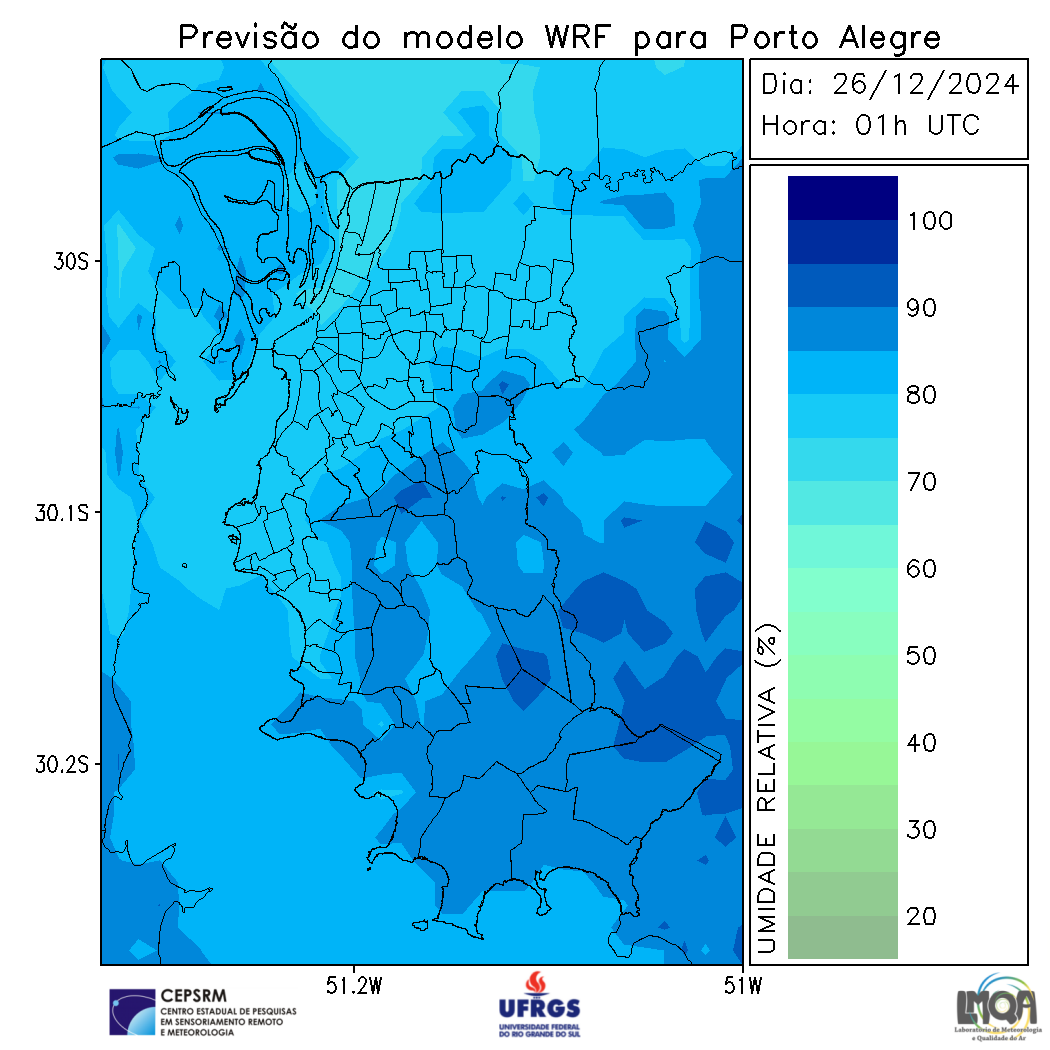 Previsão do modelo WRF para Porto Alegre
Dia: 26/12/2024
Hora: 01h UTC
100
90
80
70
60
50
40
30
20
UMIDADE RELATIVA (%)
30S
30.1S
30.2S
51.2W
51W
CEPSRM
CENTRO ESTADUAL DE PESQUISAS
EM SENSORIAMENTO REMOTO
E METEOROLOGIA
UFRGS
UNIVERSIDADE FEDERAL
DO RIO GRANDE DO SUL
LMQA
Laboratório de Meteorologia
e Qualidade do Ar